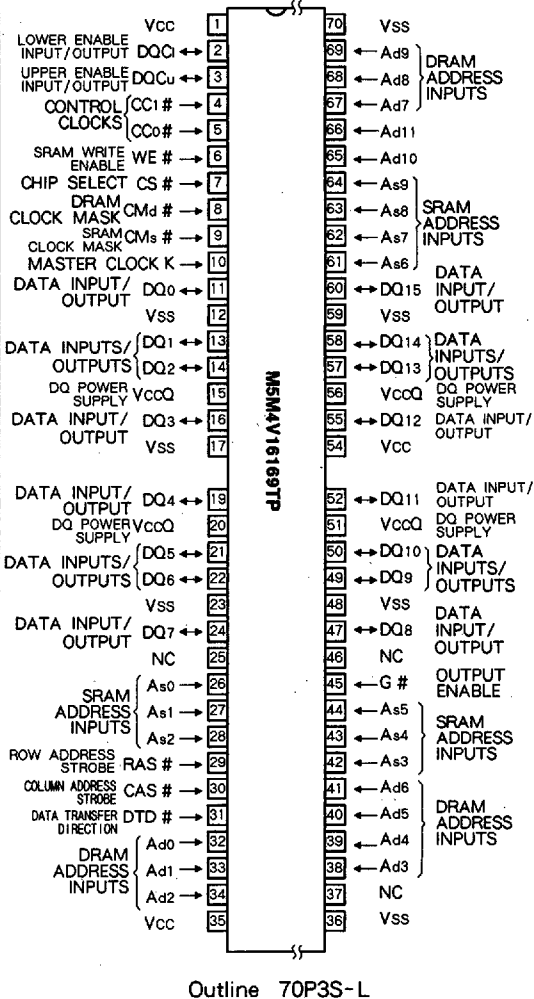 VCC 1 70 VSS
LOWER ENABLE INPUT/OUTPUT DQCl 2 69 Ad9
UPPER ENABLE INPUT/OUTPUT DQCu 3 68 Ad8 DRAM ADDRESS INPUTS
CONTROL CLOCKS CC1# 4 67 Ad7
CC0# 5 66 Ad11
SRAM WRITE ENABLE WE # 6 65 Ad10
CHIP SELECT CS # 7 64 As9
DRAM CLOCK MASK CMd # 8 63 As8 SRAM ADDRESS INPUTS
SRAM CLOCK MASK CMs # 9 62 As7
MASTER CLOCK K 10 61 As6
DATA INPUT/OUTPUT DQ0 11 60 DQ15 DATA INPUT/OUTPUT
VSS 12 59 VSS
DATA INPUTS/OUTPUTS DQ1 13 58 DQ14 DATA INPUTS/OUTPUTS
DQ2 14 57 DQ13
DQ POWER SUPPLY VCCQ 15 56 VCCQ DQ POWER SUPPLY
DATA INPUT/OUTPUT DQ3 16 55 DQ12 DATA INPUT/OUTPUT
VSS 17 54 VCC
M5M4V16169TP
DATA INPUT/OUTPUT DQ4 19 52 DQ11 DATA INPUT/OUTPUT
DQ POWER SUPPLY VCCQ 20 51 VCCQ DQ POWER SUPPLY
DATA INPUTS/OUTPUTS DQ5 21 50 DQ10 DATA INPUTS/OUTPUTS
DQ6 22 49 DQ9
VSS 23 48 VSS
DATA INPUT/OUTPUT DQ7 24 47 DQ8 DATA INPUT/OUTPUT
NC 25 46 NC
SRAM ADDRESS INPUTS As0 26 45 G # OUTPUT ENABLE
As1 27 44 As5 SRAM ADDRESS INPUTS
As2 28 43 As4
ROW ADDRESS STROBE RAS # 29 42 As3
COLUMN ADDRESS STROBE CAS # 30 41 Ad6 DRAM ADDRESS INPUTS
DATA TRANSFER DIRECTION DTD # 31 40 Ad5
DRAM ADDRESS INPUTS Ad0 32 39 Ad4
Ad1 33 38 Ad3
Ad2 34 37 NC
VCC 35 36 VSS
Outline 70P3S-L